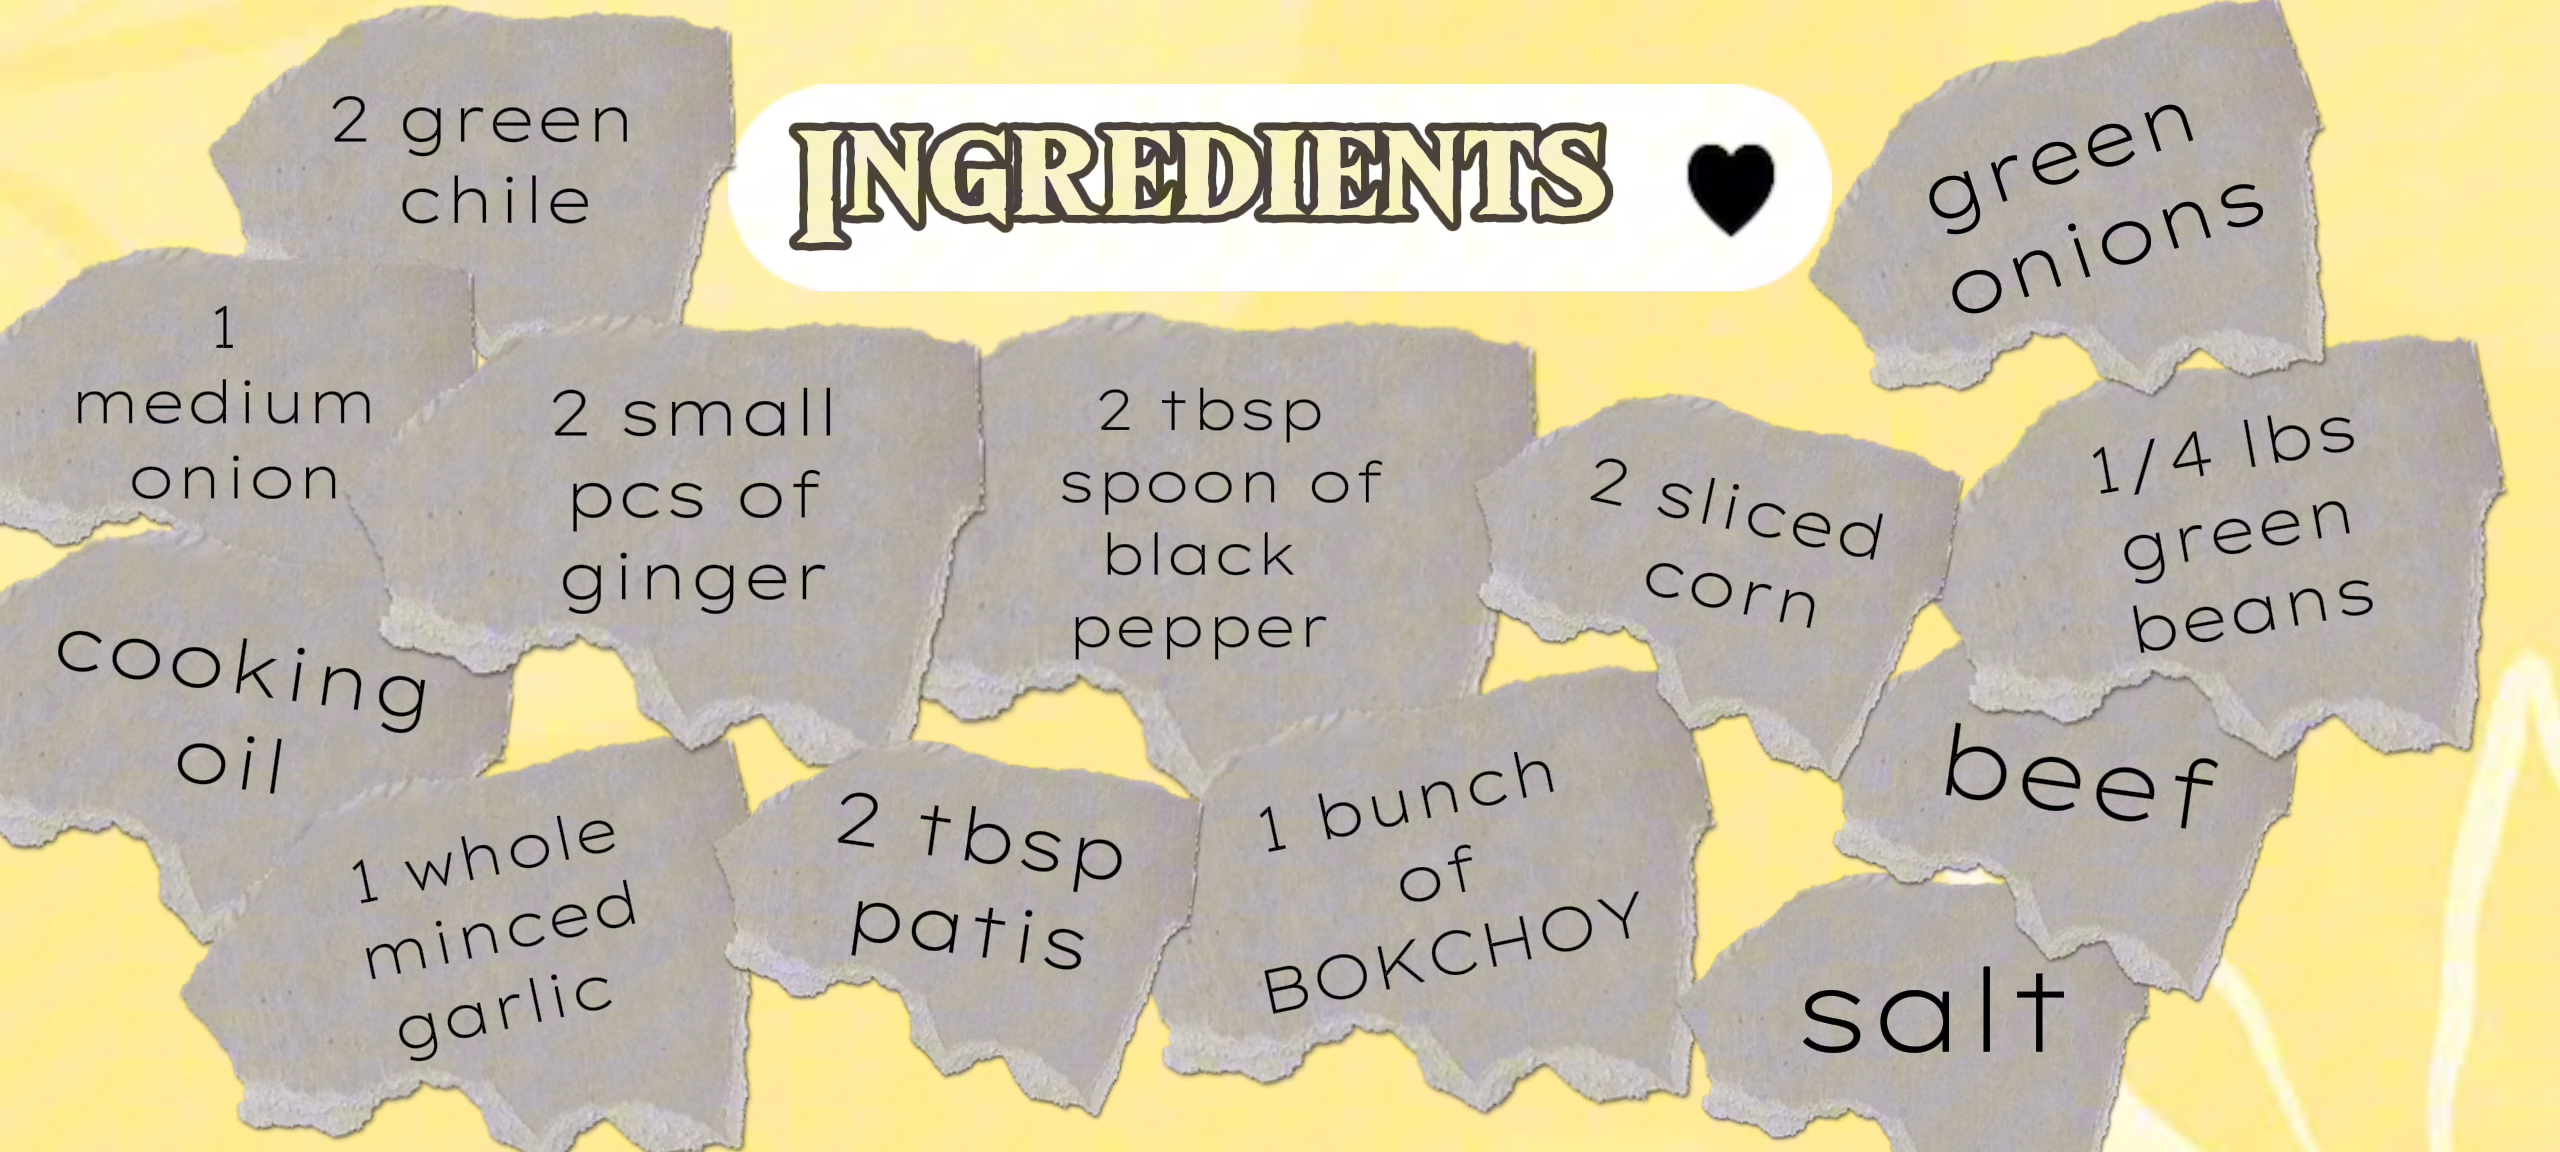 2 green
chile
INGREDIENTS
green
onions
1
medium
onion
2 small
pcs of
ginger
2 tbsp
spoon of
black
pepper
2 sliced
corn
1/4 lbs
green
beans
cooking
oil
1 whole
minced
garlic
2 tbsp
patis
1 bunch
of
BOKCHOY
beef
salt